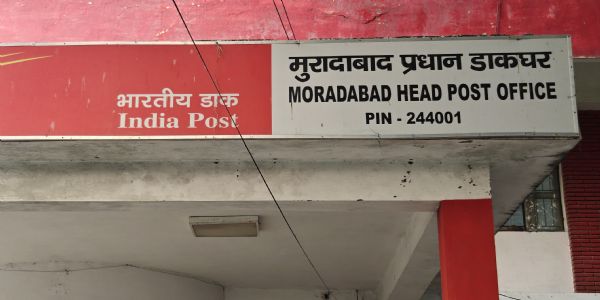 भारतीय डाक
India Post
मुरादाबाद प्रधान डाकघर
MORADABAD HEAD POST OFFICE
PIN - 244001